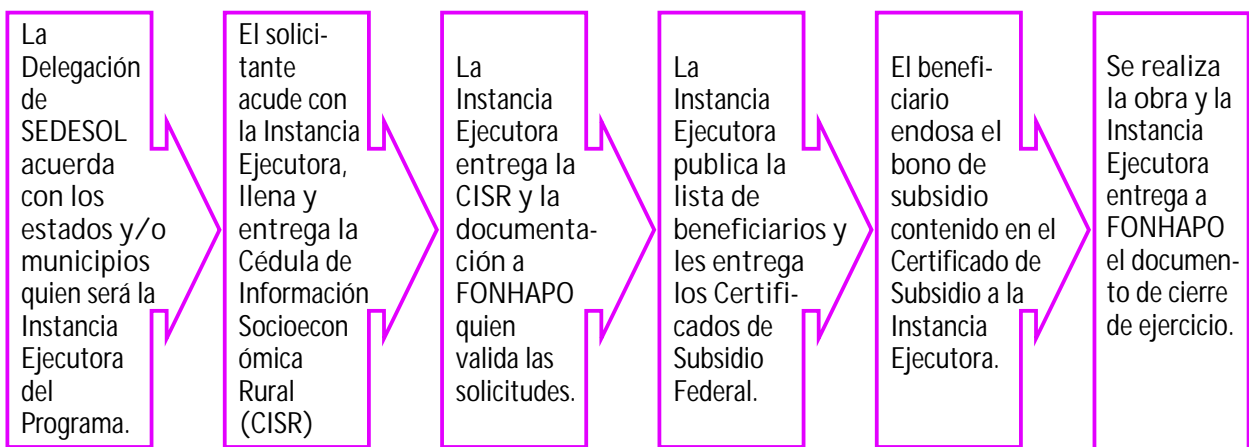 La
Delegación
de
SEDESOL
acuerda
con los
estados y/o
municipios
quien será la
Instancia
Ejecutora
del
Programa.
El solici-
tante
acude con
la Instancia
Ejecutora,
llena y
entrega la
Cédula de
Información
Socioecon
ómica
Rural
(CISR)
La
Instancia
Ejecutora
entrega la
CISR y la
documenta-
ción a
FONHAPO
quien
valida las
solicitudes.
La
Instancia
Ejecutora
publica la
lista de
beneficiarios y
les entrega
los Certifi-
cados de
Subsidio
Federal.
El benefi-
ciario
endosa el
bono de
subsidio
contenido en el
Certificado de
Subsidio a la
Instancia
Ejecutora.
Se realiza
la obra y la
Instancia
Ejecutora
entrega a
FONHAPO
el documen-
to de cierre
de ejercicio.